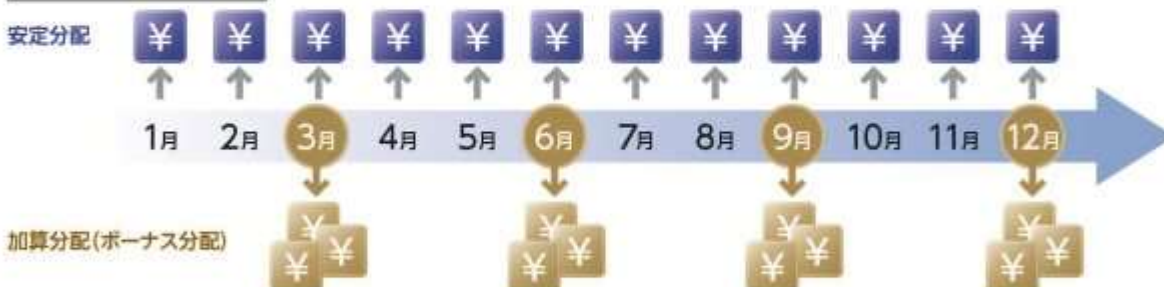 安定分配 ¥ ¥ ¥ ¥ ¥ ¥ ¥ ¥ ¥ ¥ ¥ ¥
1月 2月 3月 4月 5月 6月 7月 8月 9月 10月 11月 12月
加算分配(ボーナス分配) ¥ ¥ ¥ ¥ ¥ ¥ ¥ ¥ ¥ ¥ ¥ ¥